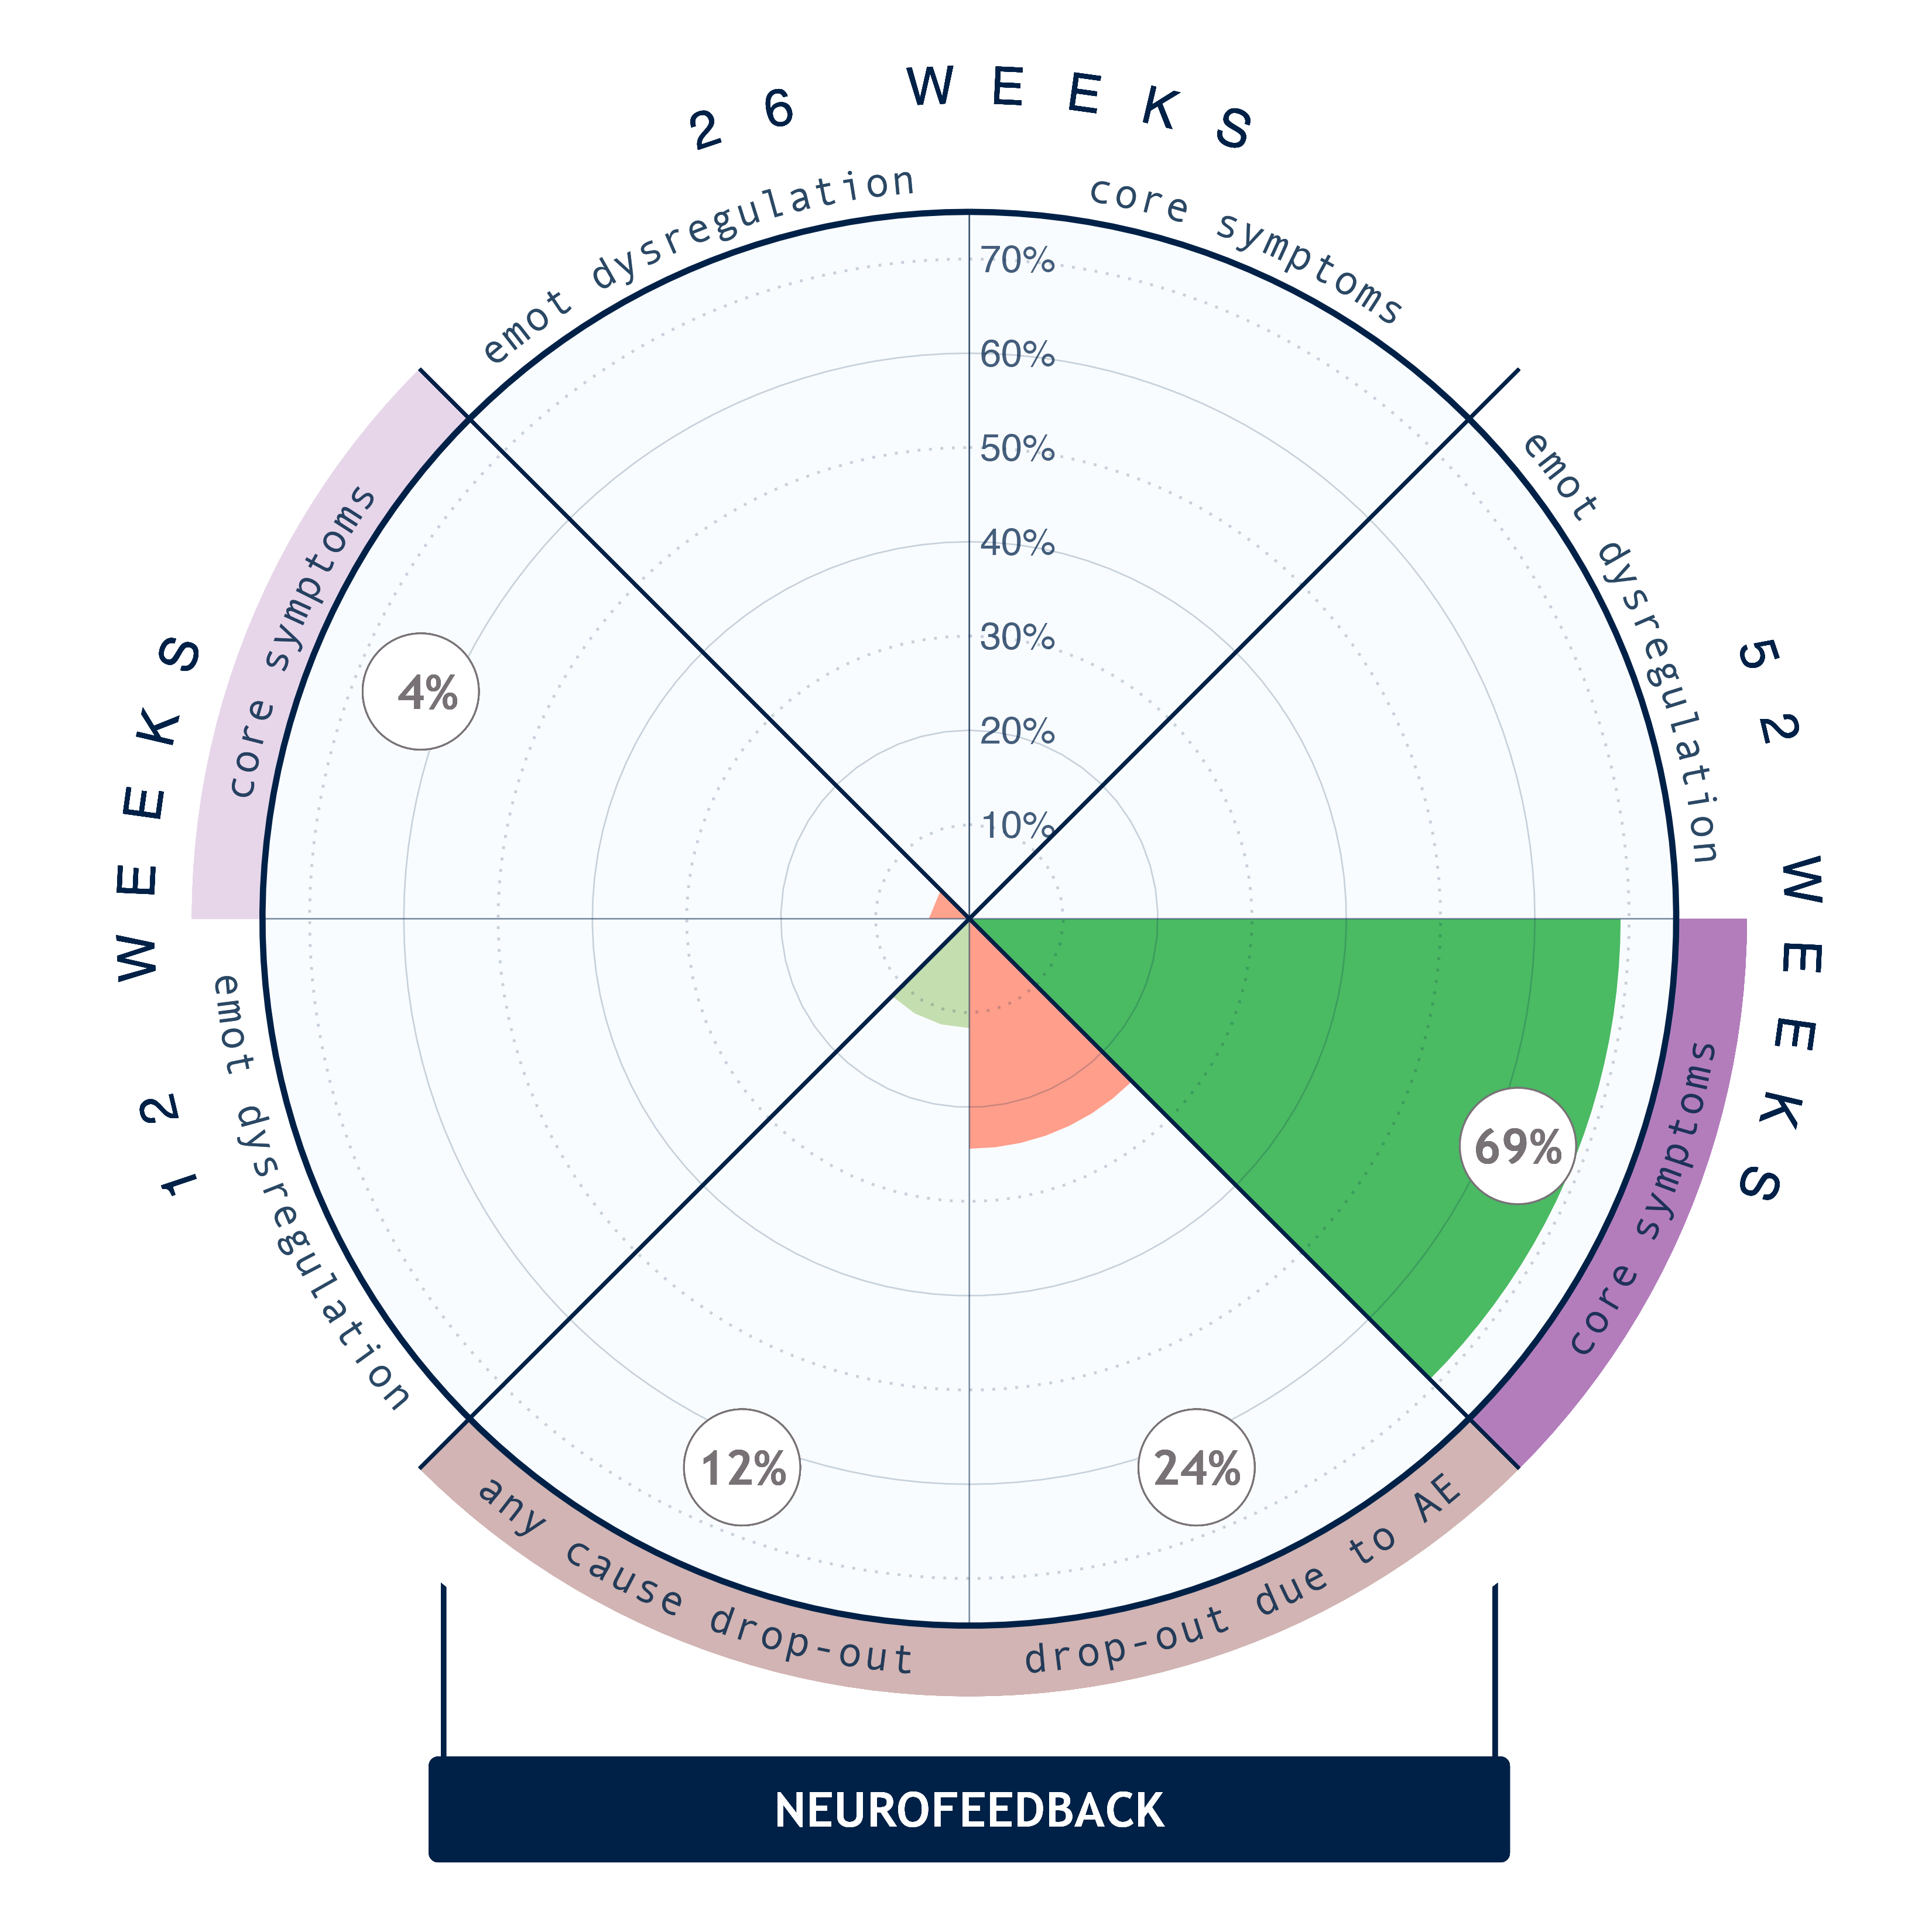 26 WEEKS
emot dysregulation
core symptoms
70%
60%
50%
40%
30%
20%
10%
52 WEEKS
emot dysregulation
core symptoms
69%
12 WEEKS
core symptoms
4%
emot dysregulation
12%
24%
any cause drop-out
drop-out due to AE
NEUROFEEDBACK